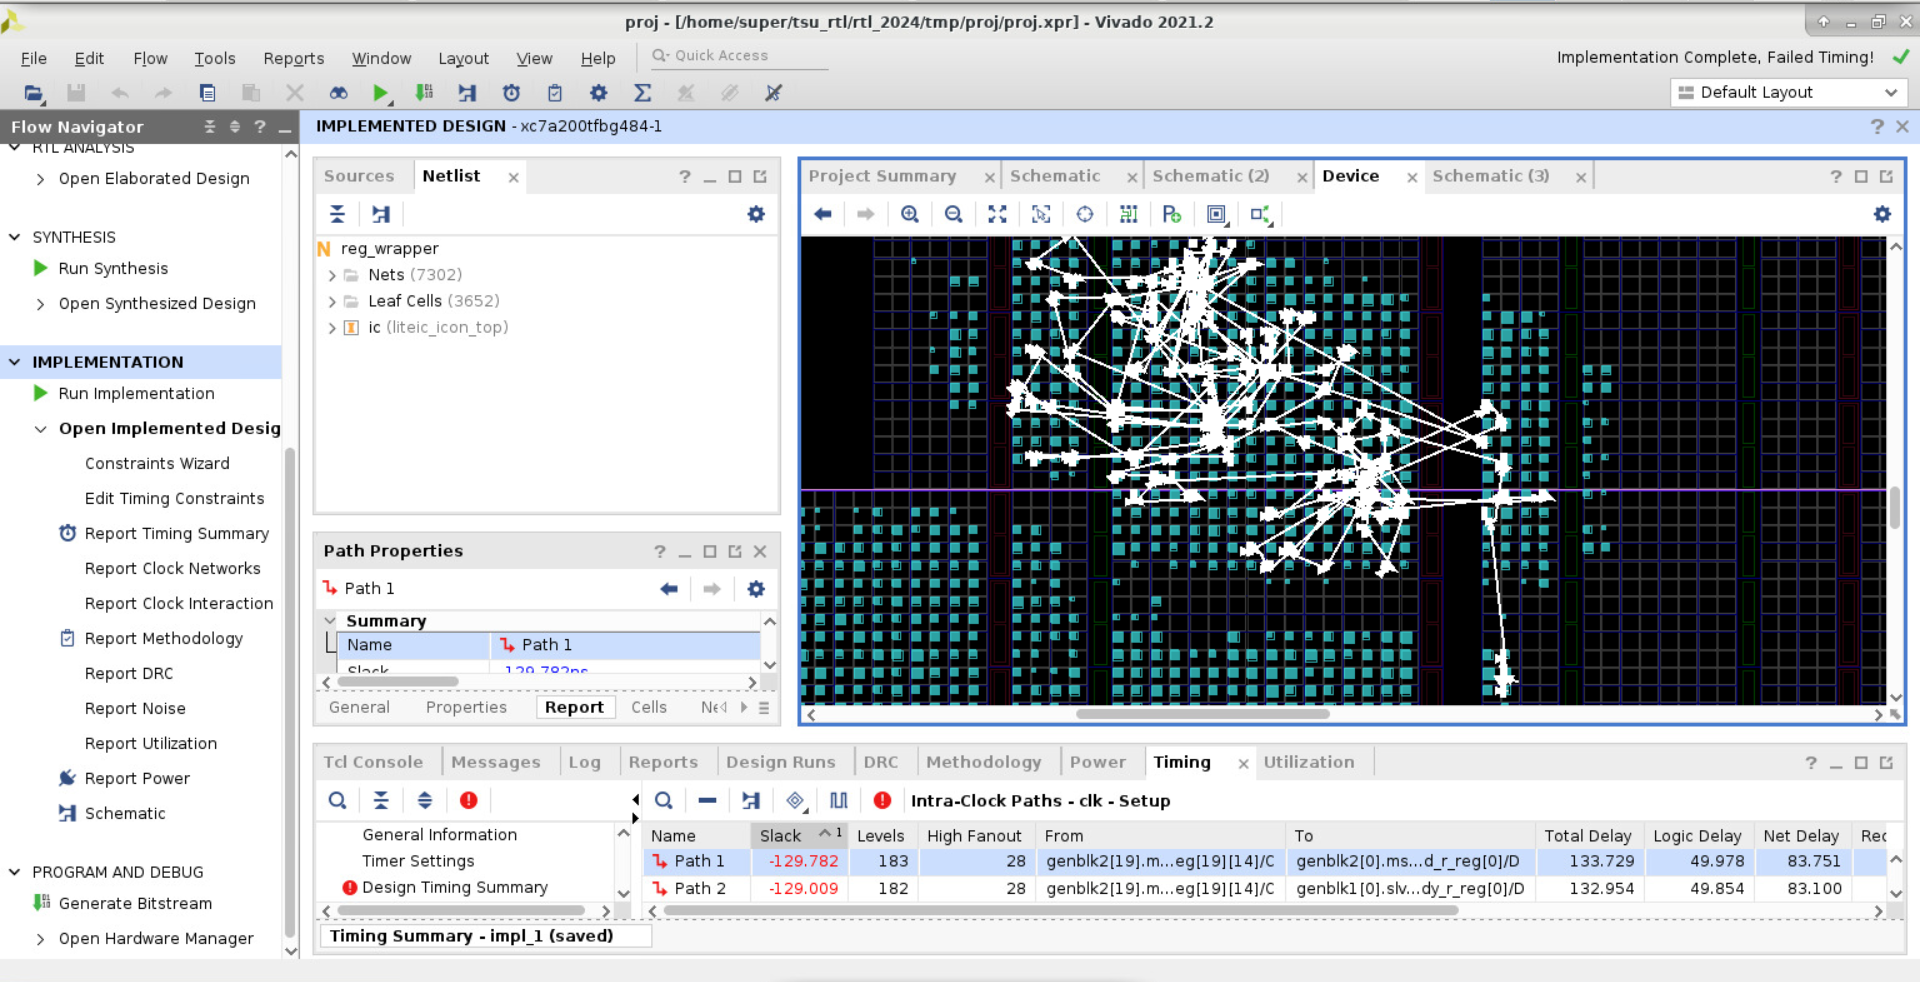 proj - [/home/super/tsu_rtl/rtl_2024/tmp/proj/proj.xpr] - Vivado 2021.2
File Edit Flow Tools Reports Window Layout View Help Quick Access
Implementation Complete, Failed Timing!
Default Layout
Flow Navigator
IMPLEMENTED DESIGN - xc7a200tfbg484-1
RTL ANALYSIS
Open Elaborated Design
SYNTHESIS
Run Synthesis
Open Synthesized Design
IMPLEMENTATION
Run Implementation
Open Implemented Desig
Constraints Wizard
Edit Timing Constraints
Report Timing Summary
Report Clock Networks
Report Clock Interaction
Report Methodology
Report DRC
Report Noise
Report Utilization
Report Power
Schematic
PROGRAM AND DEBUG
Generate Bitstream
Open Hardware Manager
Sources Netlist
reg_wrapper
Nets (7302)
Leaf Cells (3652)
ic (liteic_icon_top)
Path Properties
Path 1
Summary
Name Path 1
Slack -129.782ns
General Properties Report Cells Ne
Project Summary Schematic Schematic (2) Device Schematic (3)
Tcl Console Messages Log Reports Design Runs DRC Methodology Power Timing Utilization
General Information
Timer Settings
Design Timing Summary
Intra-Clock Paths - clk - Setup
Name Slack 1 Levels High Fanout From To Total Delay Logic Delay Net Delay Rec
Path 1 -129.782 183 28 genblk2[19].m...eg[19][14]/C genblk2[0].ms...d_r_reg[0]/D 133.729 49.978 83.751
Path 2 -129.009 182 28 genblk2[19].m...eg[19][14]/C genblk1[0].slv...dy_r_reg[0]/D 132.954 49.854 83.100
Timing Summary - impl_1 (saved)